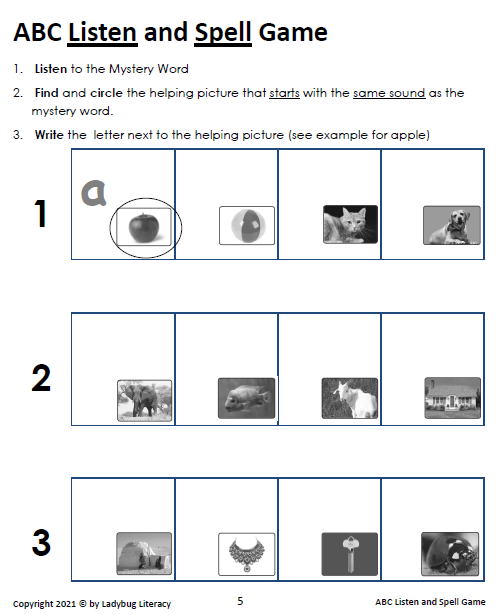 ABC Listen and Spell Game
1. Listen to the Mystery Word
2. Find and circle the helping picture that starts with the same sound as the
mystery word.
3. Write the letter next to the helping picture (see example for apple)
1
a
2
3
Copyright 2021 © by Ladybug Literacy
5
ABC Listen and Spell Game